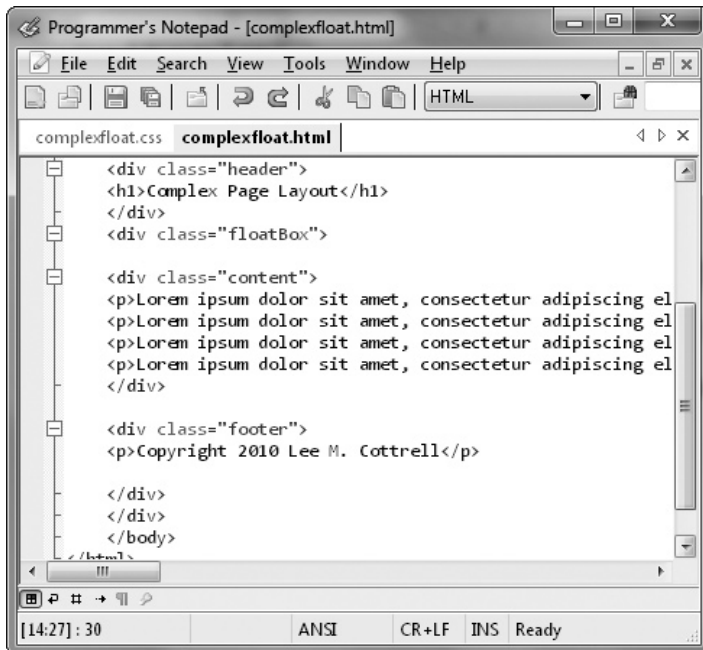 Programmer's Notepad - [complexfloat.html]
File Edit Search View Tools Window Help
HTML
complexfloat.css complexfloat.html
<div class="header">
<h1>Complex Page Layout</h1>
</div>
<div class="floatBox">
<div class="content">
<p>Lorem ipsum dolor sit amet, consectetur adipiscing el
<p>Lorem ipsum dolor sit amet, consectetur adipiscing el
<p>Lorem ipsum dolor sit amet, consectetur adipiscing el
<p>Lorem ipsum dolor sit amet, consectetur adipiscing el
</div>
<div class="footer">
<p>Copyright 2010 Lee M. Cottrell</p>
</div>
</div>
</body>
</html>
[14:27] : 30 ANSI CR+LF INS Ready